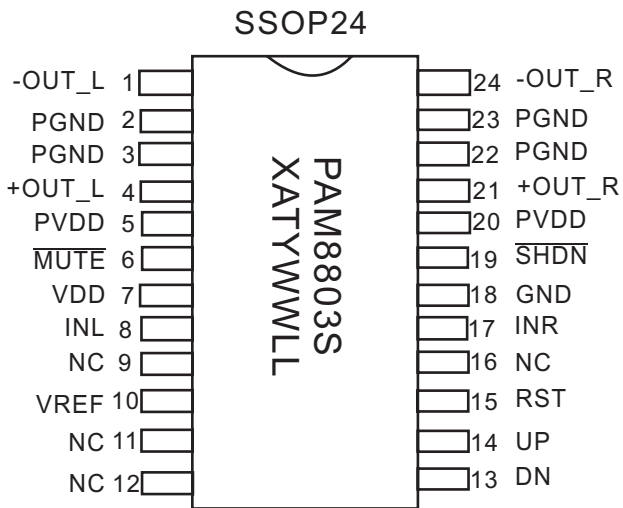 SSOP24
-OUT_L 1 24 -OUT_R
PGND 2 23 PGND
PGND 3 22 PGND
+OUT_L 4 21 +OUT_R
PVDD 5 20 PVDD
MUTE 6 19 SHDN
VDD 7 18 GND
INL 8 17 INR
NC 9 16 NC
VREF 10 15 RST
NC 11 14 UP
NC 12 13 DN
PAM8803S
XATYWWLL